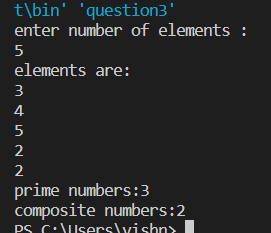 t\bin' 'question3'
enter number of elements :
5
elements are:
3
4
5
2
2
prime numbers:3
composite numbers:2
PS C:\Users\vishn>